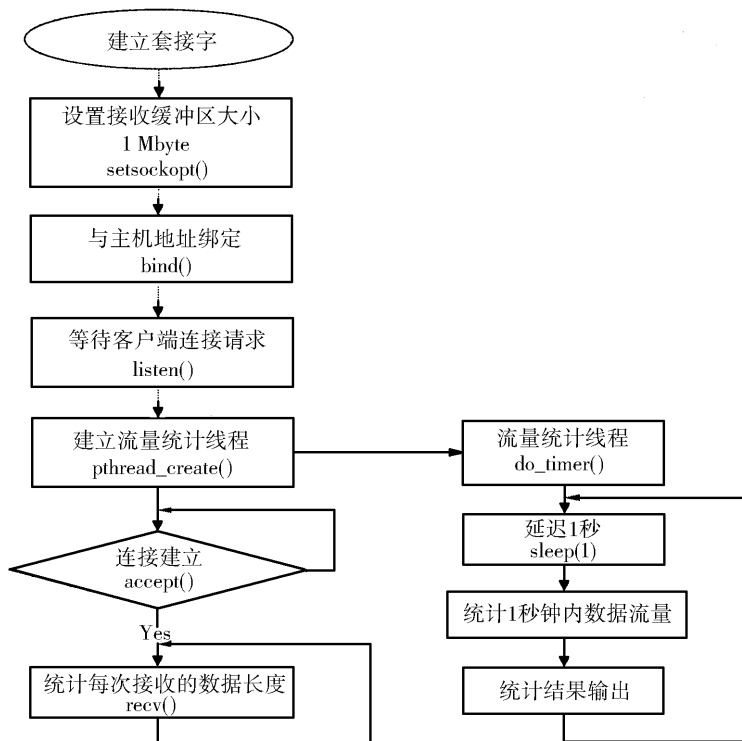 建立套接字
设置接收缓冲区大小
1 Mbyte
setsockopt()
与主机地址绑定
bind()
等待客户端连接请求
listen()
建立流量统计线程
pthread_create()
连接建立
accept()
Yes
统计每次接收的数据长度
recv()
流量统计线程
do_timer()
延迟1秒
sleep(1)
统计1秒钟内数据流量
统计结果输出